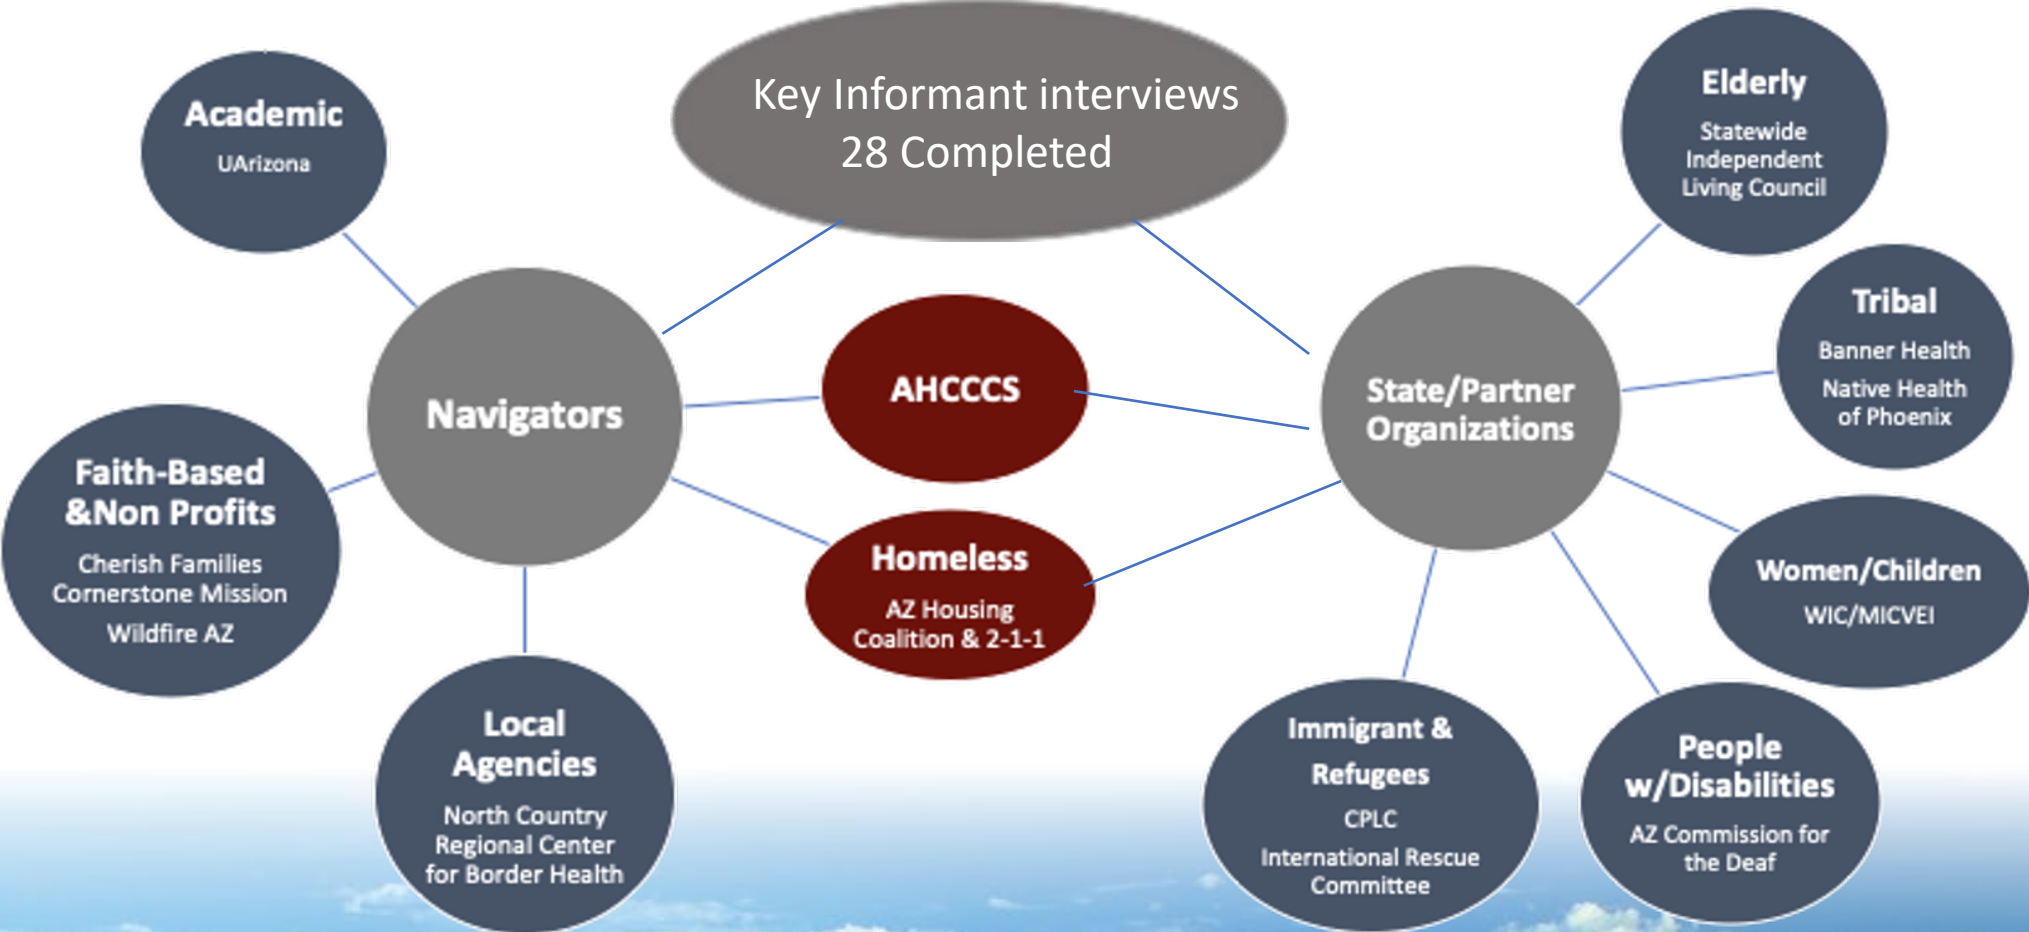 Key Informant interviews
28 Completed
Academic
UArizona
Navigators
Faith-Based
&Non Profits
Cherish Families
Cornerstone Mission
Wildfire AZ
Local
Agencies
North Country
Regional Center
for Border Health
AHCCCS
Homeless
AZ Housing
Coalition & 2-1-1
State/Partner
Organizations
Elderly
Statewide
Independent
Living Council
Tribal
Banner Health
Native Health
of Phoenix
Women/Children
WIC/MICVEI
People
w/Disabilities
AZ Commission for
the Deaf
Immigrant &
Refugees
CPLC
International Rescue
Committee